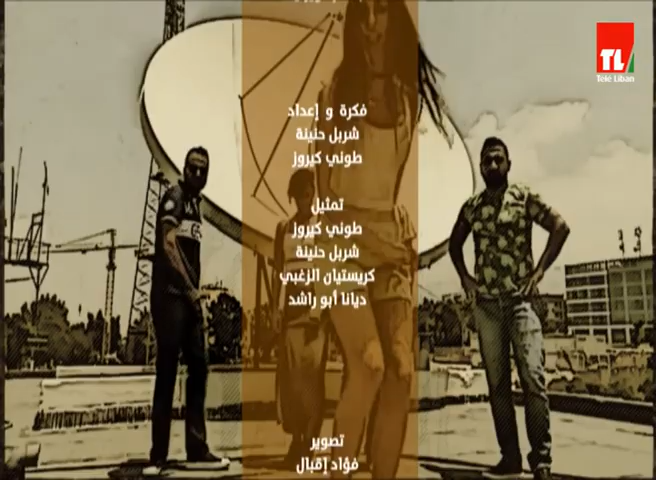 TL
Télé Liban
فكرة و إعداد
شربل حنينة
طوني كيروز
تمثيل
طوني كيروز
شربل حنينة
كريستيان الزغبي
ديانا أبو راشد
تصوير
فؤاد إقبال